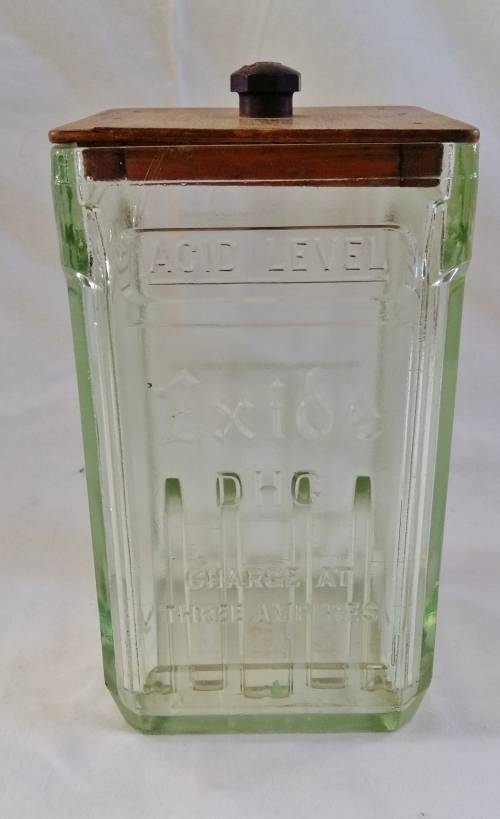 ACID LEVEL
Exide
DHG
CHARGE AT
THREE AMPERES